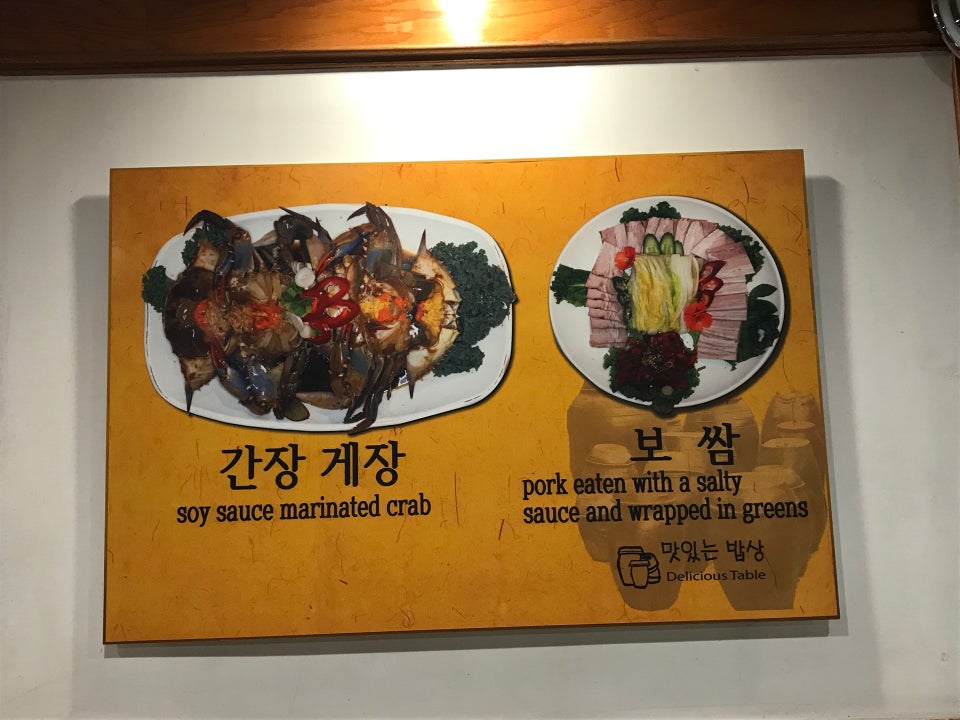 간장 게장
soy sauce marinated crab
보 쌈
pork eaten with a salty
sauce and wrapped in greens
맛있는 밥상
Delicious Table